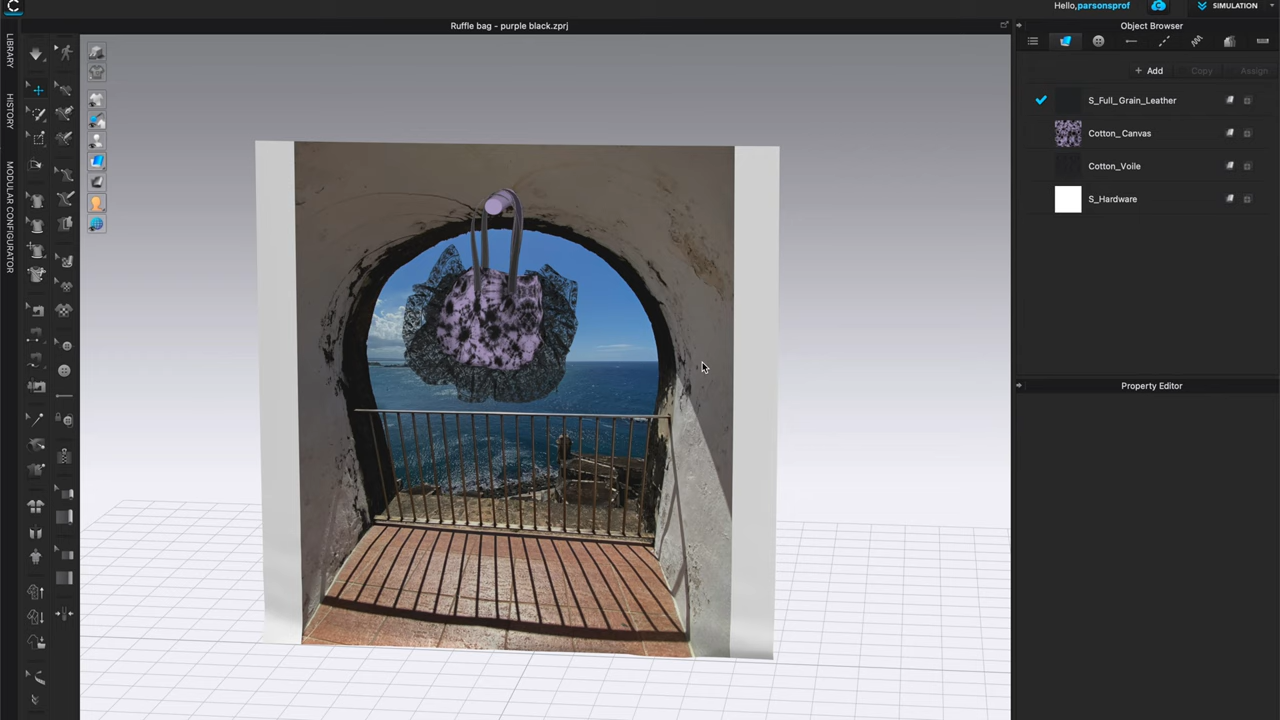 Hello,parsonsprof
SIMULATION
Ruffle bag - purple black.zprj
LIBRARY
HISTORY
MODULAR CONFIGURATOR
Object Browser
+ Add
Copy
Assign
S_Full_Grain_Leather
Cotton_Canvas
Cotton_Voile
S_Hardware
Property Editor